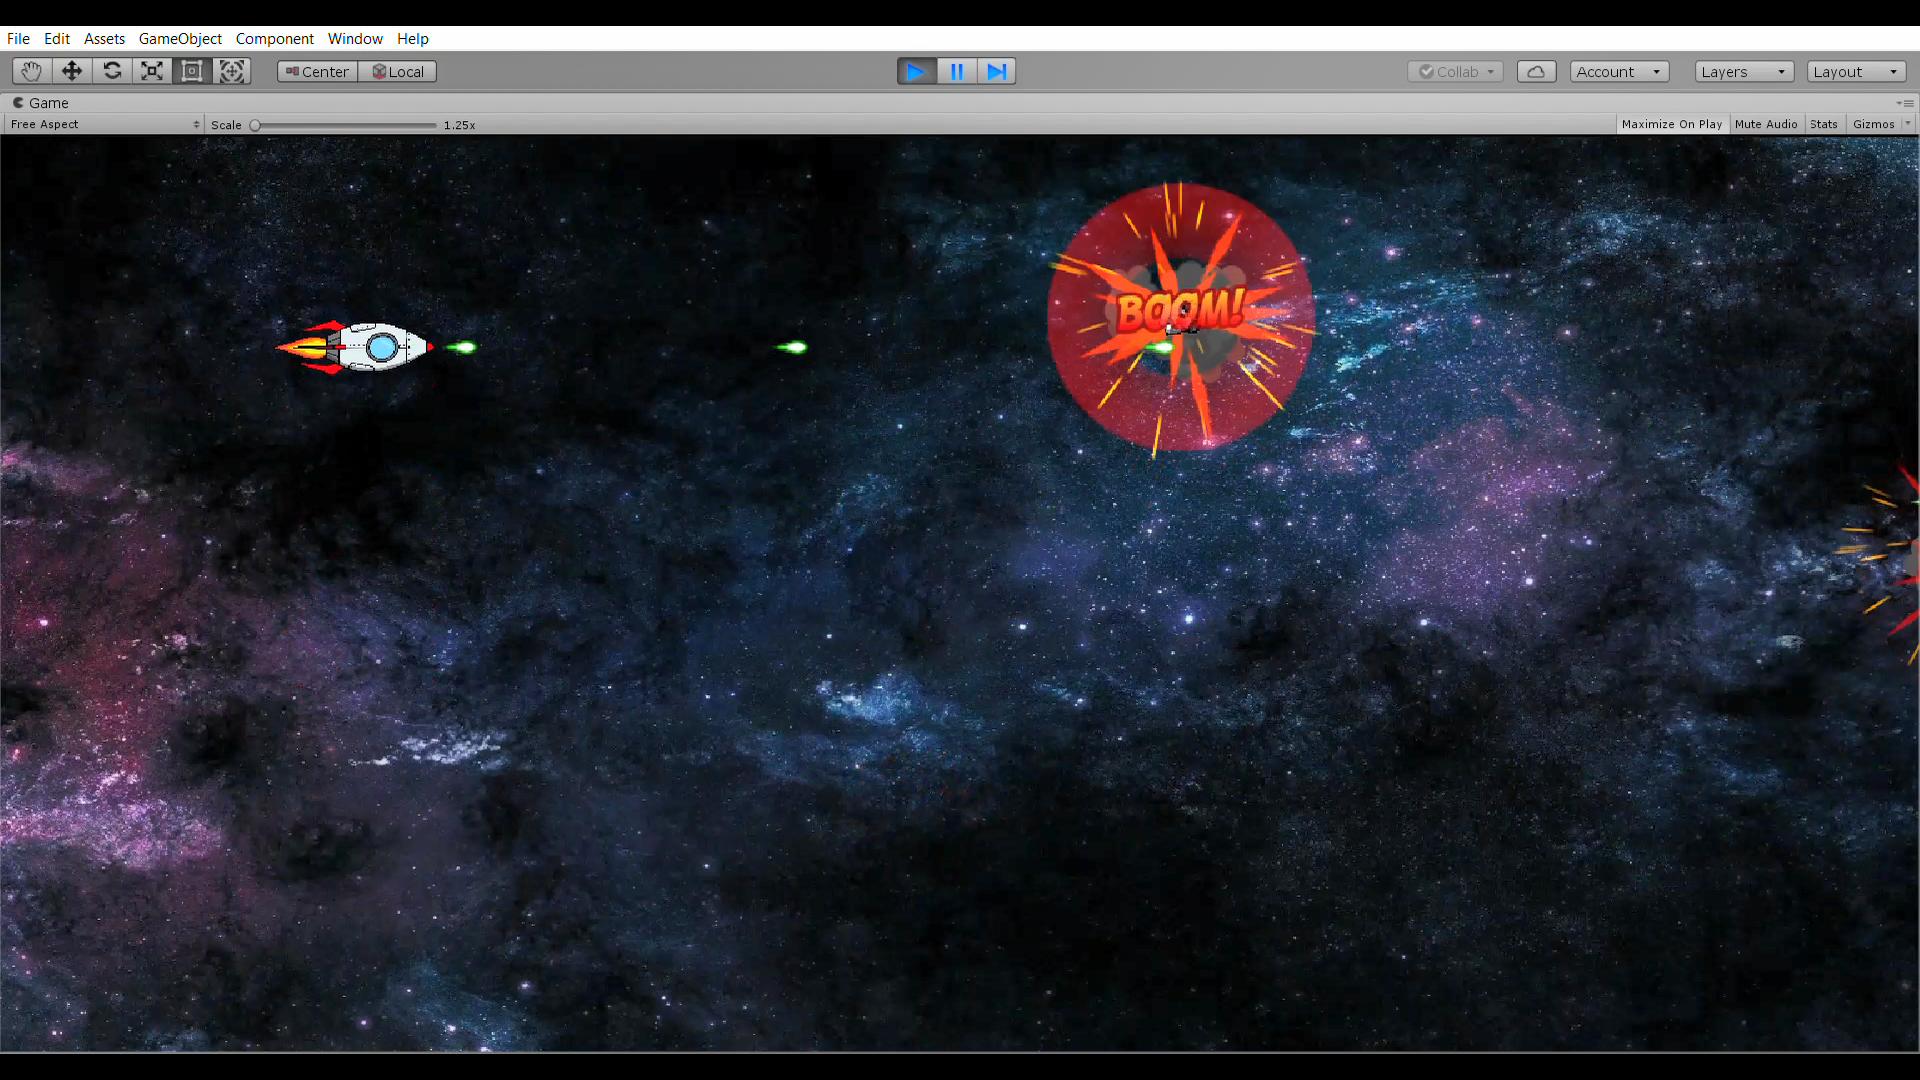 File Edit Assets GameObject Component Window Help
Center Local Collab Account Layers Layout
Game
Free Aspect Scale 1.25x Maximize On Play Mute Audio Stats Gizmos
BOOM!